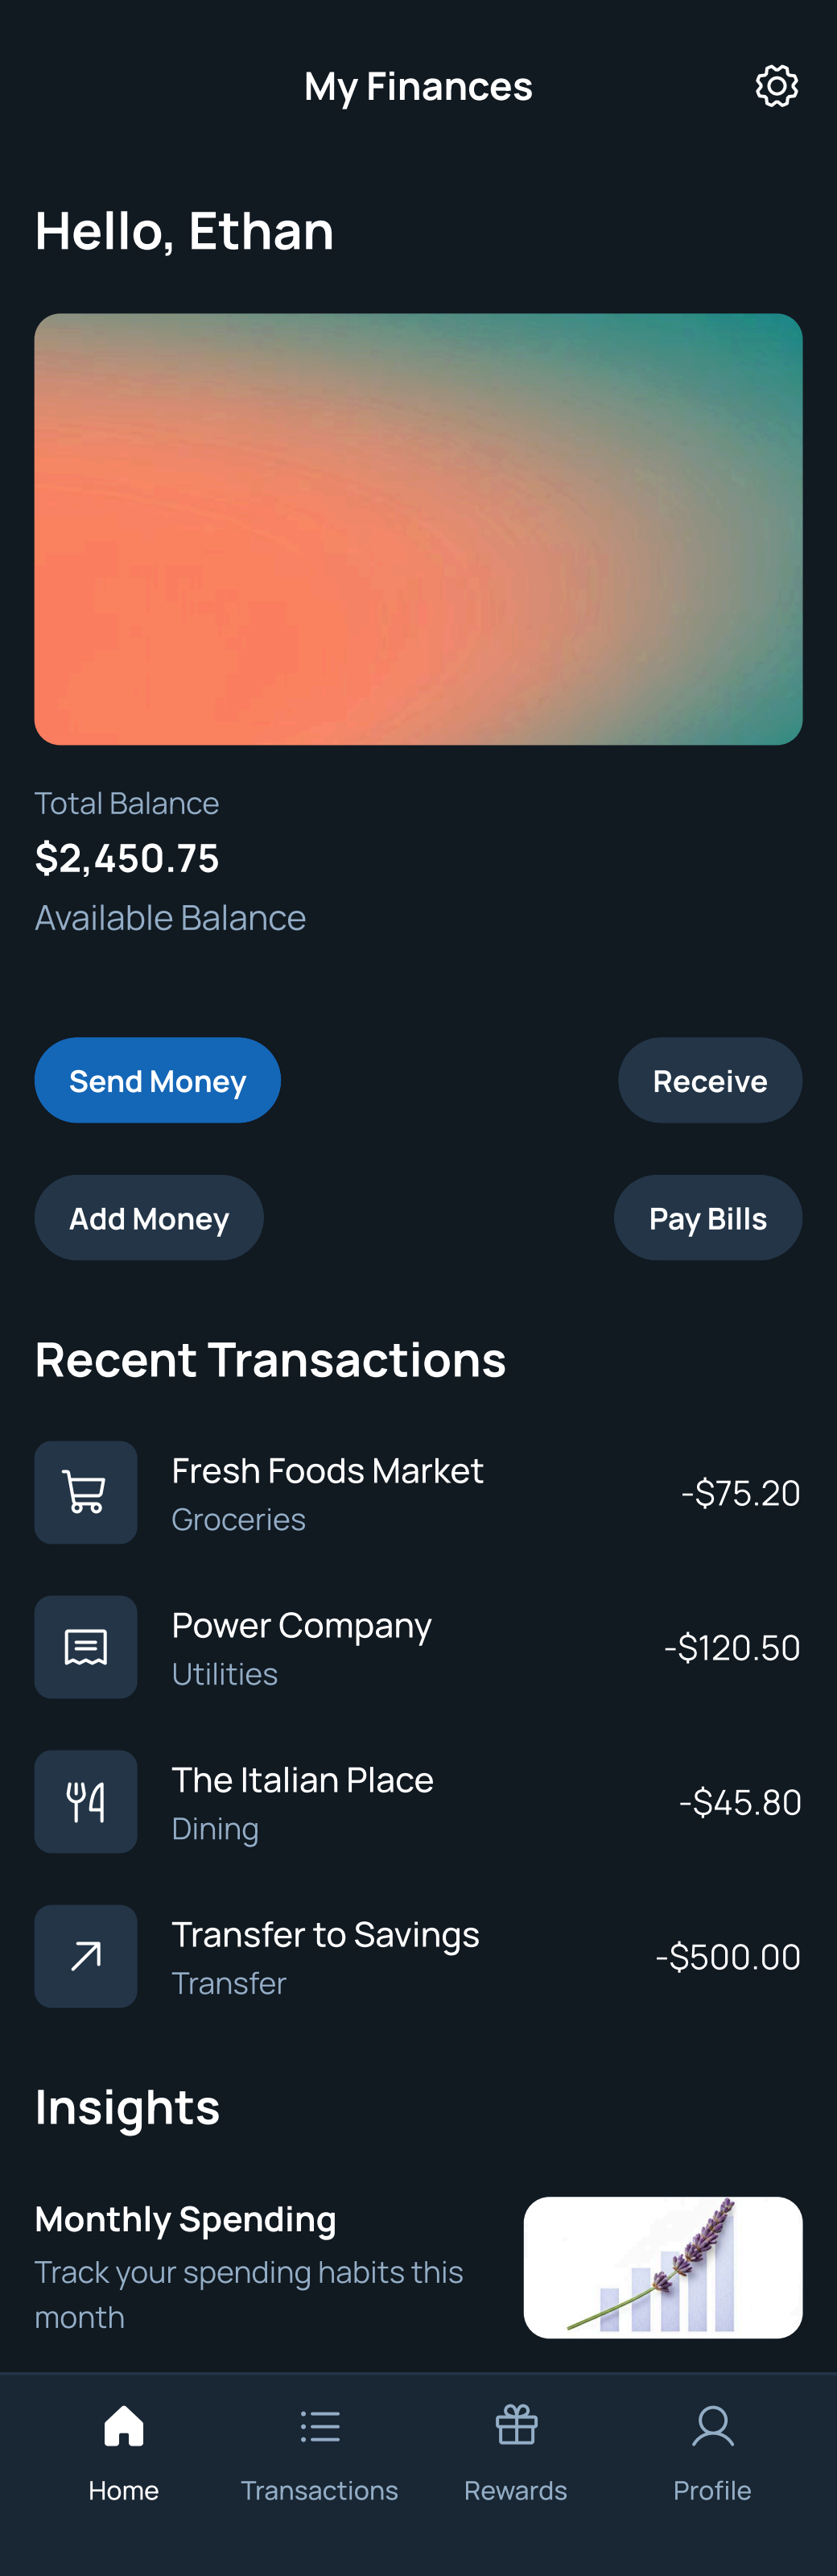 My Finances
Hello, Ethan
Total Balance
$2,450.75
Available Balance
Send Money
Receive
Add Money
Pay Bills
Recent Transactions
Fresh Foods Market
Groceries
-$75.20
Power Company
Utilities
-$120.50
The Italian Place
Dining
-$45.80
Transfer to Savings
Transfer
-$500.00
Insights
Monthly Spending
Track your spending habits this
month
Home
Transactions
Rewards
Profile